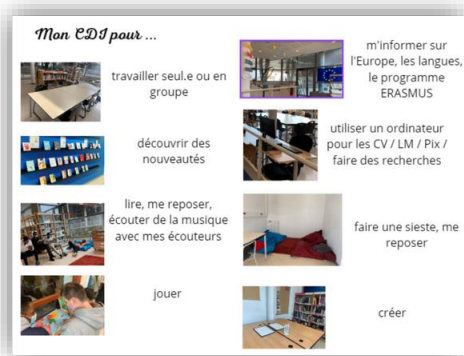 Mon CDI pour ...
travailler seul.e ou en
groupe
découvrir des
nouveautés
lire, me reposer,
écouter de la musique
avec mes écouteurs
jouer
m'informer sur
l'Europe, les langues,
le programme
ERASMUS
utiliser un ordinateur
pour les CV / LM / Pix /
faire des recherches
faire une sieste, me
reposer
créer